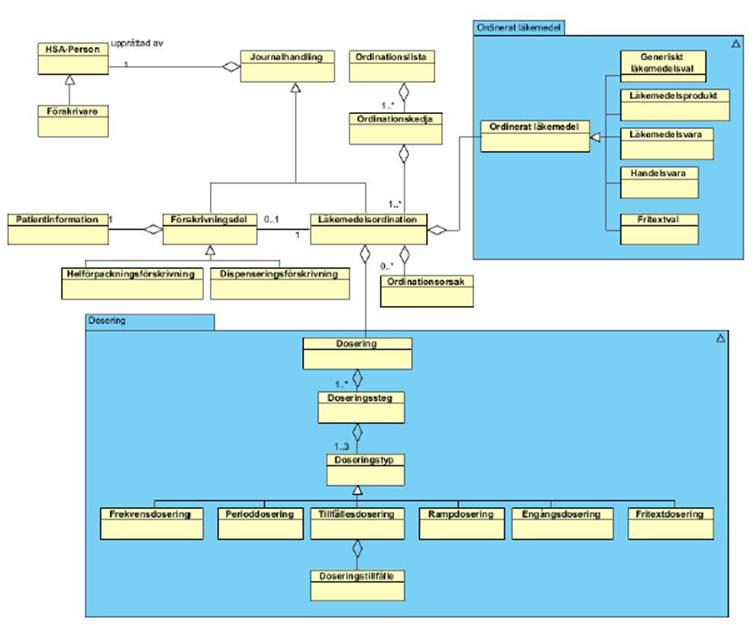 Ordinerat läkemedel
HSA-Person
upprättad av
1
Journalhandling
Ordinationslista
Generiskt
läkemedelsval
Förskrivare
1..*
Ordinationskedja
Läkemedelsprodukt
Ordinerat läkemedel
Läkemedelsvara
Handelsvara
1..*
Patientinformation
1
Förskrivningsdel
0..1
1
Läkemedelsordination
Fritextval
Helförpackningsförskrivning
Dispenseringsförskrivning
0..*
Ordinationsorsak
Dosering
Dosering
1..*
Doseringssteg
1..3
Doseringstyp
Frekvensdosering
Perioddosering
Tillfällesdosering
Rampdosering
Engångsdosering
Fritextdosering
Doseringstillfälle